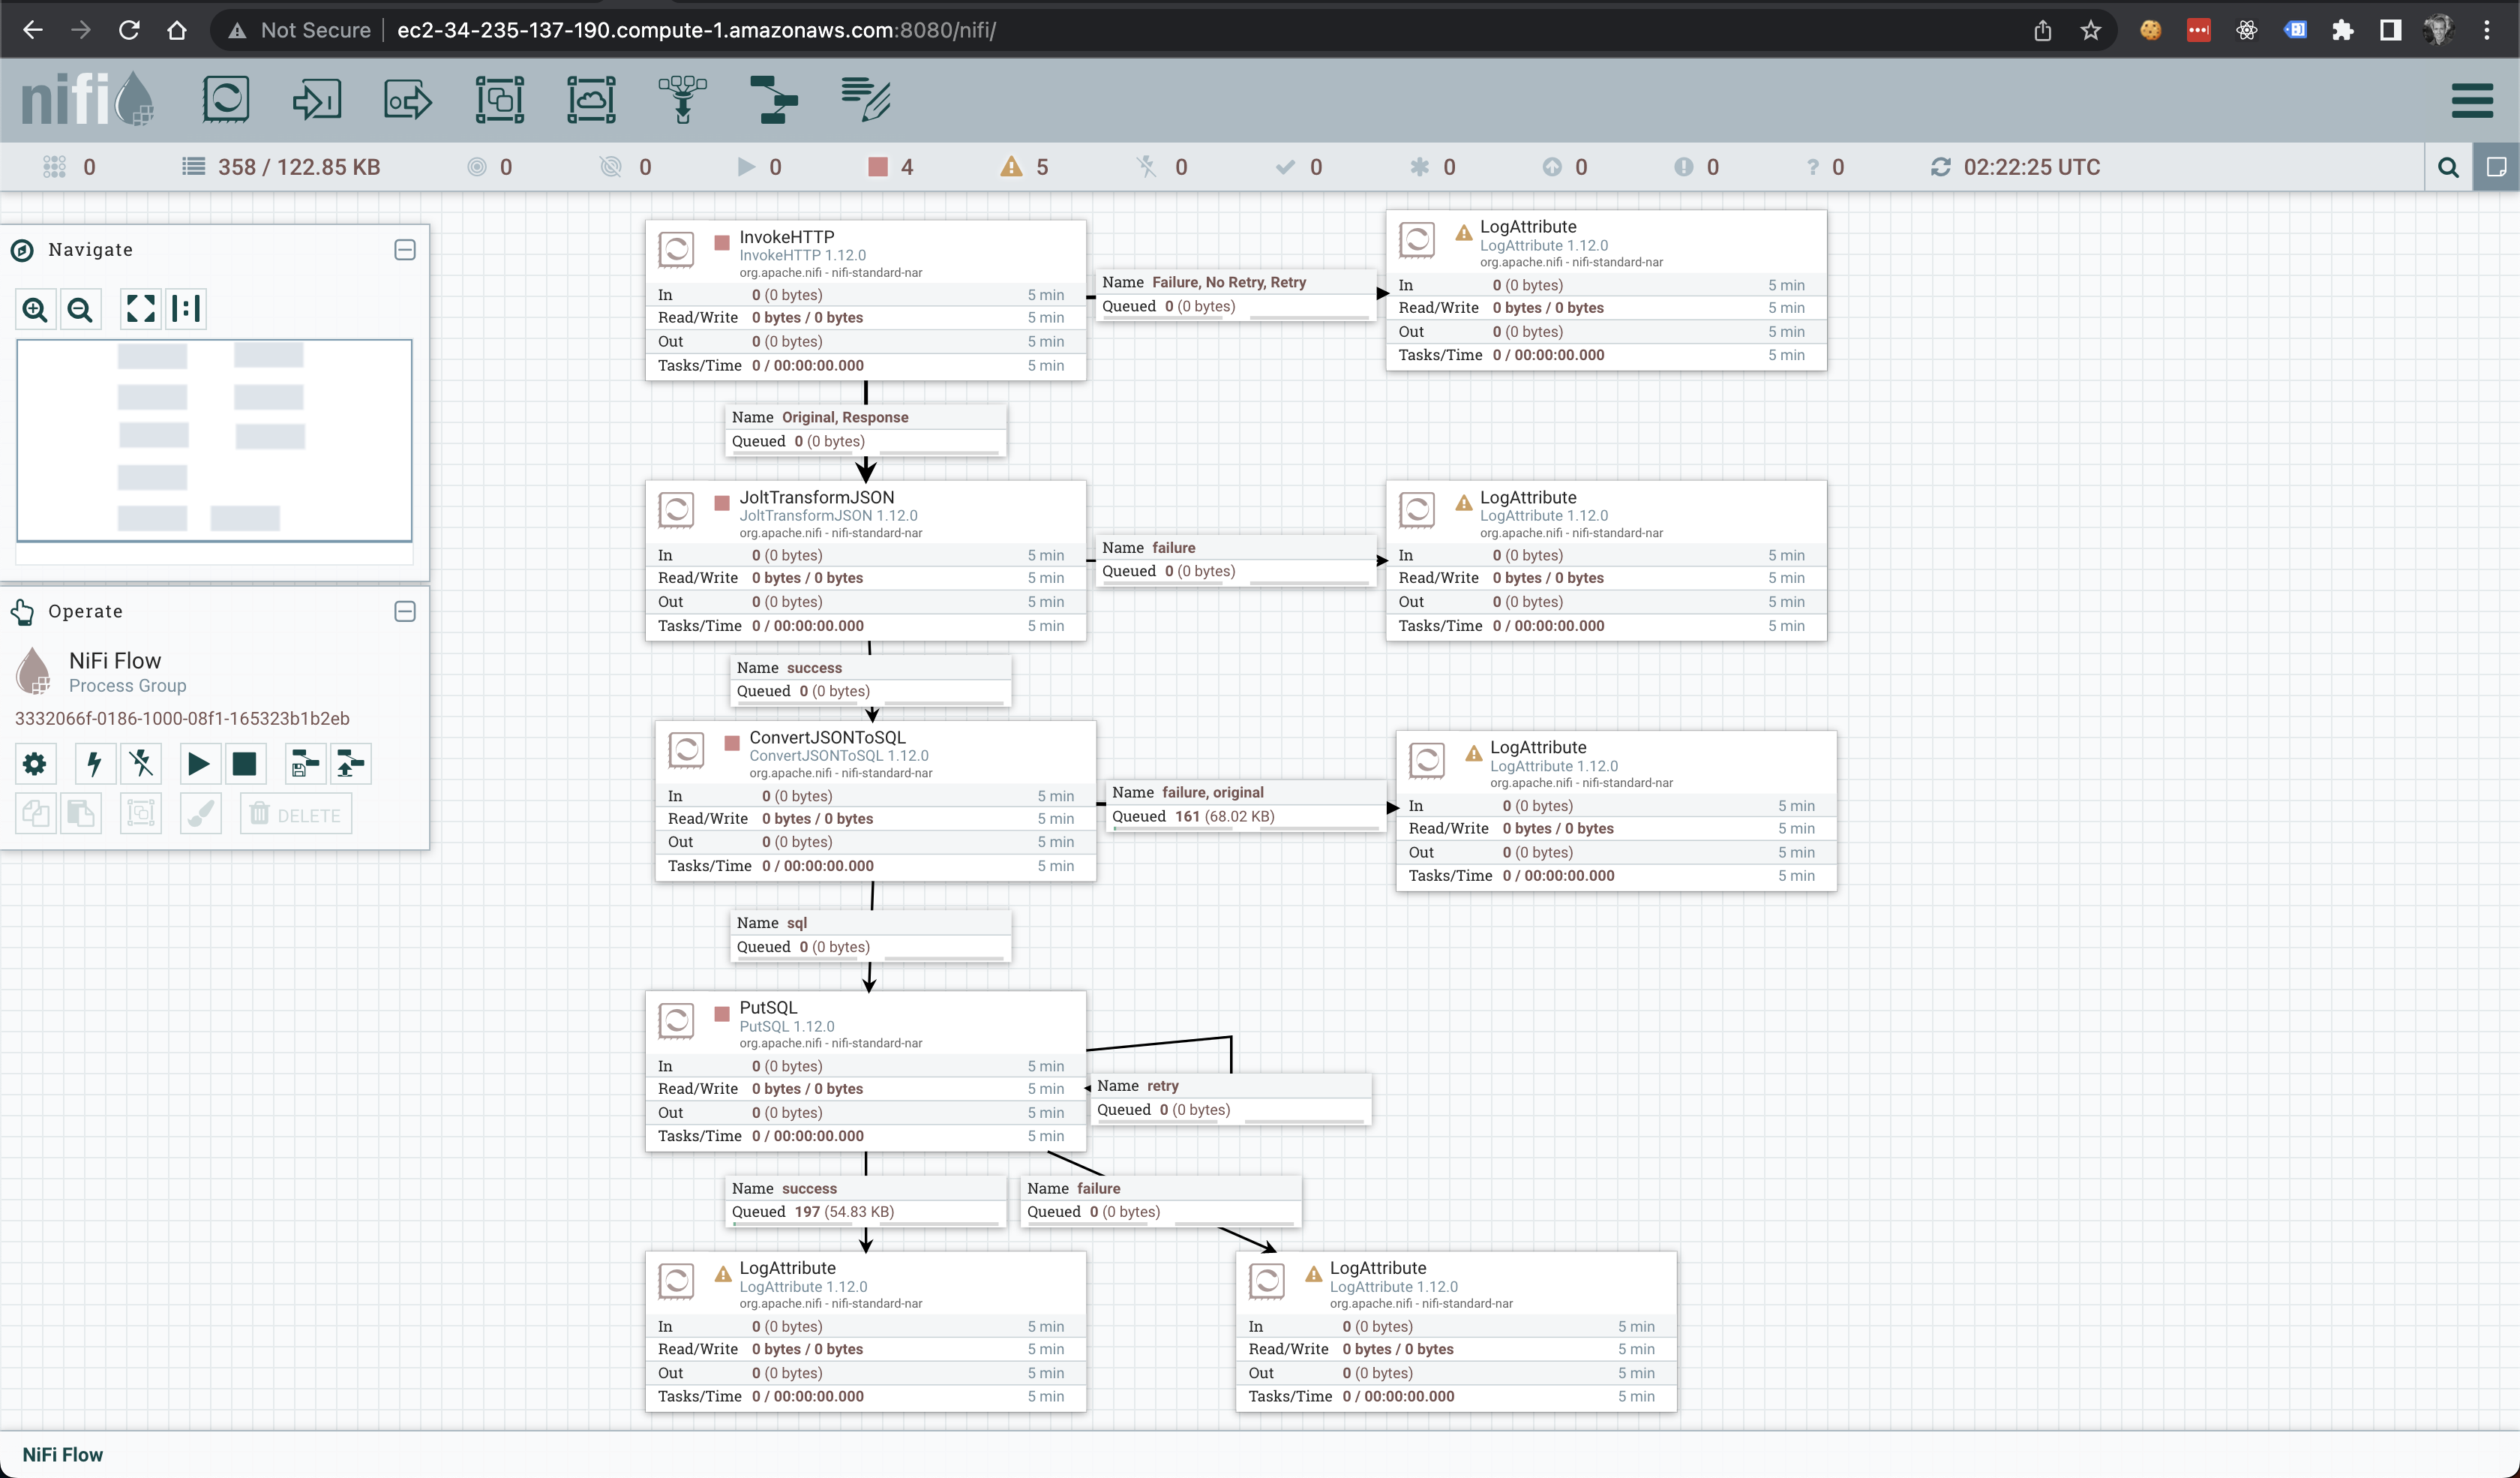 Not Secure ec2-34-235-137-190.compute-1.amazonaws.com:8080/nifi/
nifi
0 358 / 122.85 KB 0 0 0 4 5 0 0 0 0 0 0 02:22:25 UTC
Navigate
Operate
NiFi Flow
Process Group
3332066f-0186-1000-08f1-165323b1b2eb
DELETE
InvokeHTTP
InvokeHTTP 1.12.0
org.apache.nifi - nifi-standard-nar
In 0 (0 bytes) 5 min
Read/Write 0 bytes / 0 bytes 5 min
Out 0 (0 bytes) 5 min
Tasks/Time 0 / 00:00:00.000 5 min
Name Failure, No Retry, Retry
Queued 0 (0 bytes)
LogAttribute
LogAttribute 1.12.0
org.apache.nifi - nifi-standard-nar
In 0 (0 bytes) 5 min
Read/Write 0 bytes / 0 bytes 5 min
Out 0 (0 bytes) 5 min
Tasks/Time 0 / 00:00:00.000 5 min
Name Original, Response
Queued 0 (0 bytes)
JoltTransformJSON
JoltTransformJSON 1.12.0
org.apache.nifi - nifi-standard-nar
In 0 (0 bytes) 5 min
Read/Write 0 bytes / 0 bytes 5 min
Out 0 (0 bytes) 5 min
Tasks/Time 0 / 00:00:00.000 5 min
Name failure
Queued 0 (0 bytes)
LogAttribute
LogAttribute 1.12.0
org.apache.nifi - nifi-standard-nar
In 0 (0 bytes) 5 min
Read/Write 0 bytes / 0 bytes 5 min
Out 0 (0 bytes) 5 min
Tasks/Time 0 / 00:00:00.000 5 min
Name success
Queued 0 (0 bytes)
ConvertJSONToSQL
ConvertJSONToSQL 1.12.0
org.apache.nifi - nifi-standard-nar
In 0 (0 bytes) 5 min
Read/Write 0 bytes / 0 bytes 5 min
Out 0 (0 bytes) 5 min
Tasks/Time 0 / 00:00:00.000 5 min
Name failure, original
Queued 161 (68.02 KB)
LogAttribute
LogAttribute 1.12.0
org.apache.nifi - nifi-standard-nar
In 0 (0 bytes) 5 min
Read/Write 0 bytes / 0 bytes 5 min
Out 0 (0 bytes) 5 min
Tasks/Time 0 / 00:00:00.000 5 min
Name sql
Queued 0 (0 bytes)
PutSQL
PutSQL 1.12.0
org.apache.nifi - nifi-standard-nar
In 0 (0 bytes) 5 min
Read/Write 0 bytes / 0 bytes 5 min
Out 0 (0 bytes) 5 min
Tasks/Time 0 / 00:00:00.000 5 min
Name retry
Queued 0 (0 bytes)
Name success
Queued 197 (54.83 KB)
Name failure
Queued 0 (0 bytes)
LogAttribute
LogAttribute 1.12.0
org.apache.nifi - nifi-standard-nar
In 0 (0 bytes) 5 min
Read/Write 0 bytes / 0 bytes 5 min
Out 0 (0 bytes) 5 min
Tasks/Time 0 / 00:00:00.000 5 min
LogAttribute
LogAttribute 1.12.0
org.apache.nifi - nifi-standard-nar
In 0 (0 bytes) 5 min
Read/Write 0 bytes / 0 bytes 5 min
Out 0 (0 bytes) 5 min
Tasks/Time 0 / 00:00:00.000 5 min
NiFi Flow